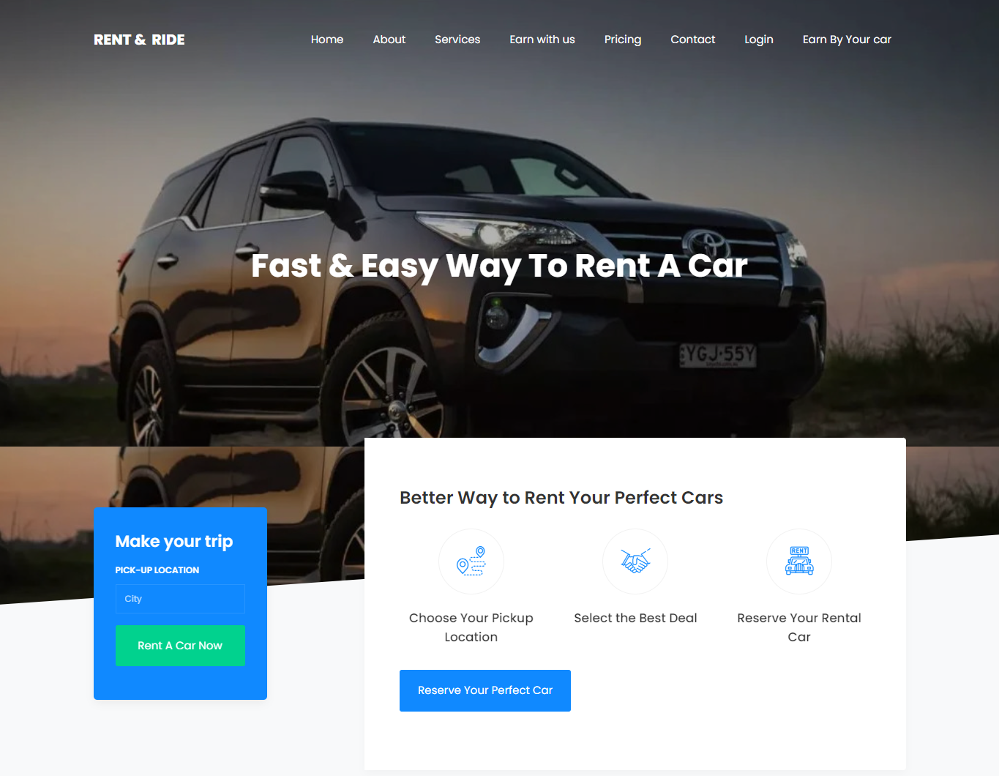 RENT & RIDE
Home About Services Earn with us Pricing Contact Login Earn By Your car
Fast & Easy Way To Rent A Car
YGJ·55Y
Better Way to Rent Your Perfect Cars
Make your trip
PICK-UP LOCATION
City
Rent A Car Now
RENT
Choose Your Pickup
Location
Select the Best Deal
Reserve Your Rental
Car
Reserve Your Perfect Car